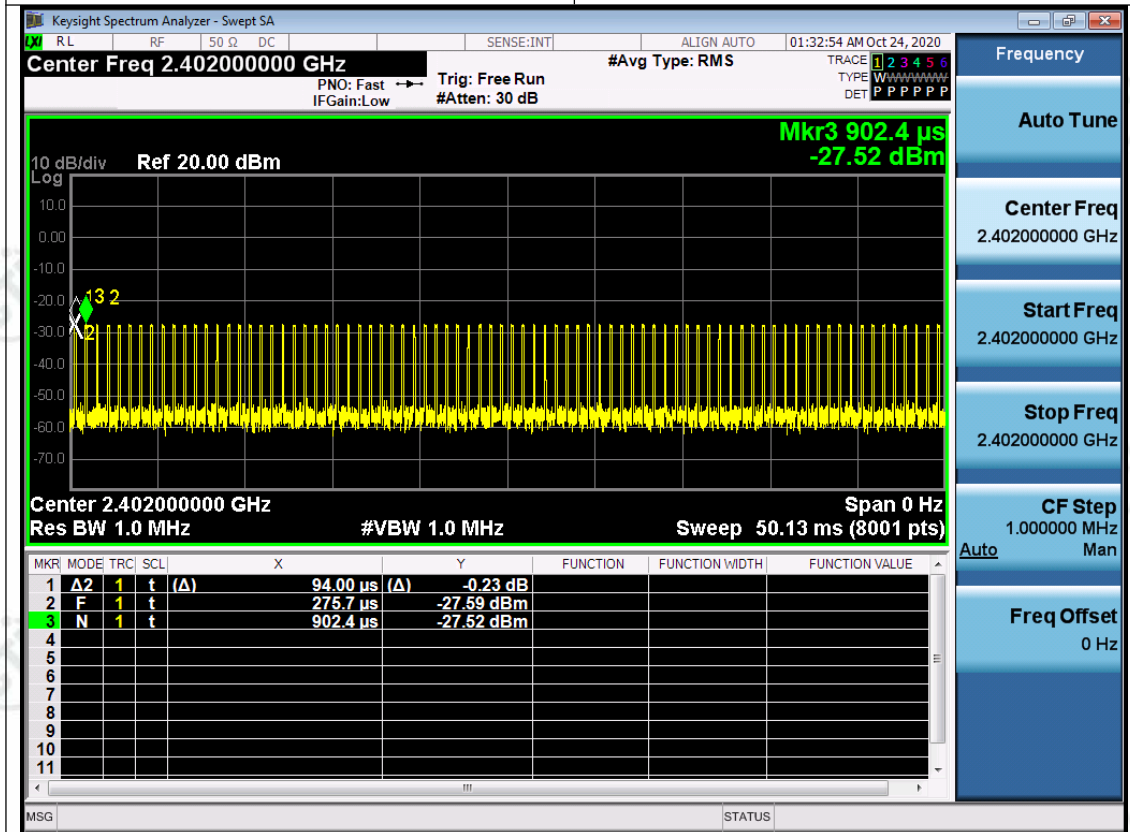 Keysight Spectrum Analyzer - Swept SA
LXI RL RF 50 Ω DC SENSE:INT ALIGN AUTO 01:32:54 AM Oct 24, 2020
Center Freq 2.402000000 GHz
PNO: Fast
IFGain:Low
Trig: Free Run
#Atten: 30 dB
#Avg Type: RMS
TRACE 1 2 3 4 5 6
TYPE WWWWWW
DET P P P P P P
Mkr3 902.4 µs
-27.52 dBm
10 dB/div Ref 20.00 dBm
Log
10.0
0.00
-10.0
-20.0
-30.0
-40.0
-50.0
-60.0
-70.0
1 3 2
2
Center 2.402000000 GHz Span 0 Hz
Res BW 1.0 MHz #VBW 1.0 MHz Sweep 50.13 ms (8001 pts)
MKR MODE TRC SCL X Y FUNCTION FUNCTION WIDTH FUNCTION VALUE
1 Δ2 1 t (Δ) 94.00 µs (Δ) -0.23 dB
2 F 1 t 275.7 µs -27.59 dBm
3 N 1 t 902.4 µs -27.52 dBm
4
5
6
7
8
9
10
11
MSG STATUS
Frequency
Auto Tune
Center Freq
2.402000000 GHz
Start Freq
2.402000000 GHz
Stop Freq
2.402000000 GHz
CF Step
1.000000 MHz
Auto Man
Freq Offset
0 Hz